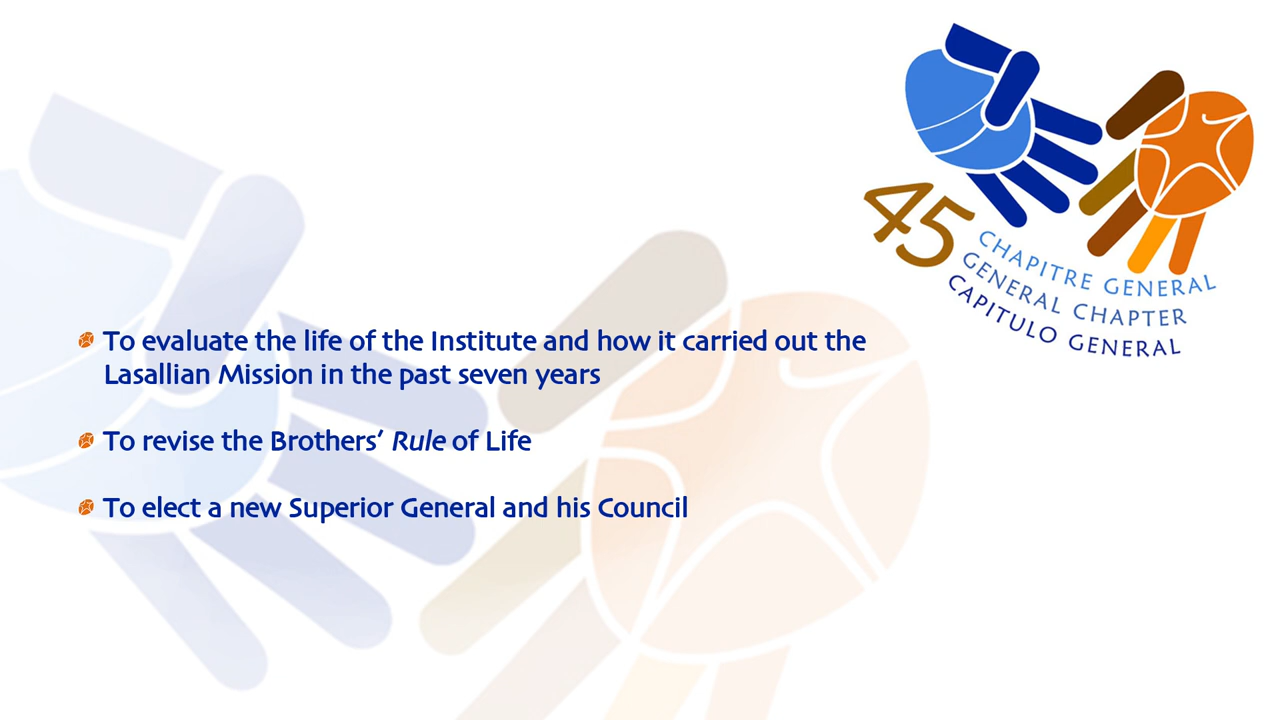 45
CHAPITRE GENERAL
GENERAL CHAPTER
CAPITULO GENERAL
To evaluate the life of the Institute and how it carried out the
Lasallian Mission in the past seven years
To revise the Brothers’ Rule of Life
To elect a new Superior General and his Council